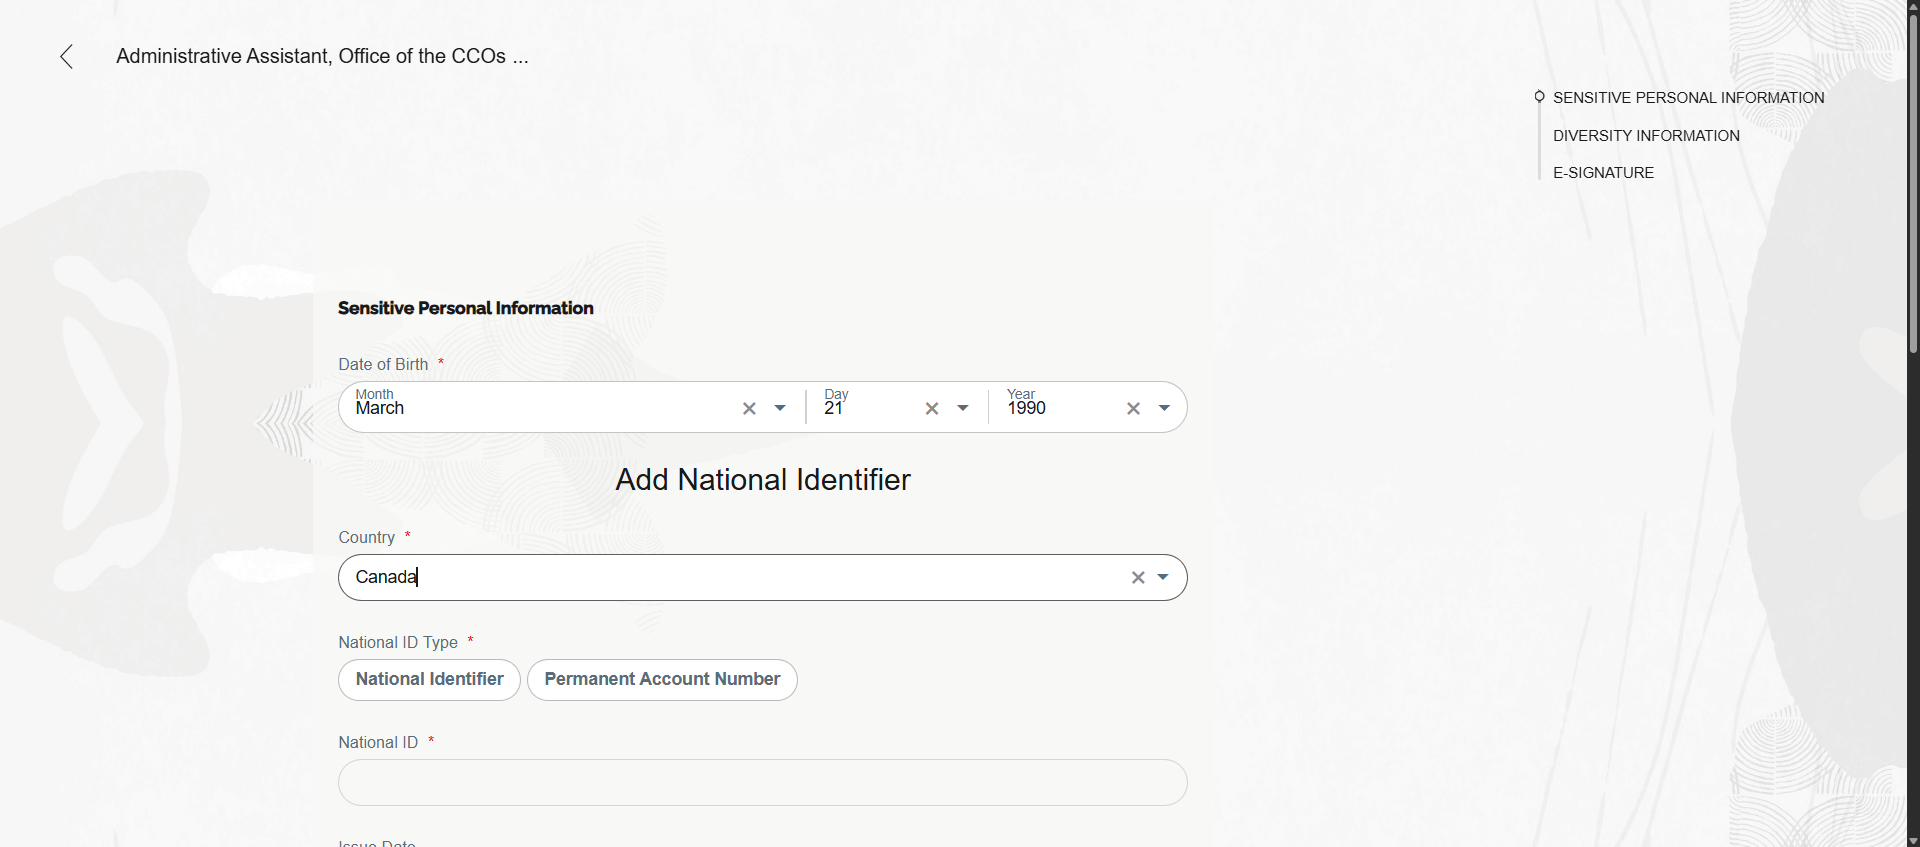 Administrative Assistant, Office of the CCOs ...
SENSITIVE PERSONAL INFORMATION
DIVERSITY INFORMATION
E-SIGNATURE
Sensitive Personal Information
Date of Birth *
Month
March
Day
21
Year
1990
Add National Identifier
Country *
Canada
National ID Type *
National Identifier
Permanent Account Number
National ID *
Issue Date